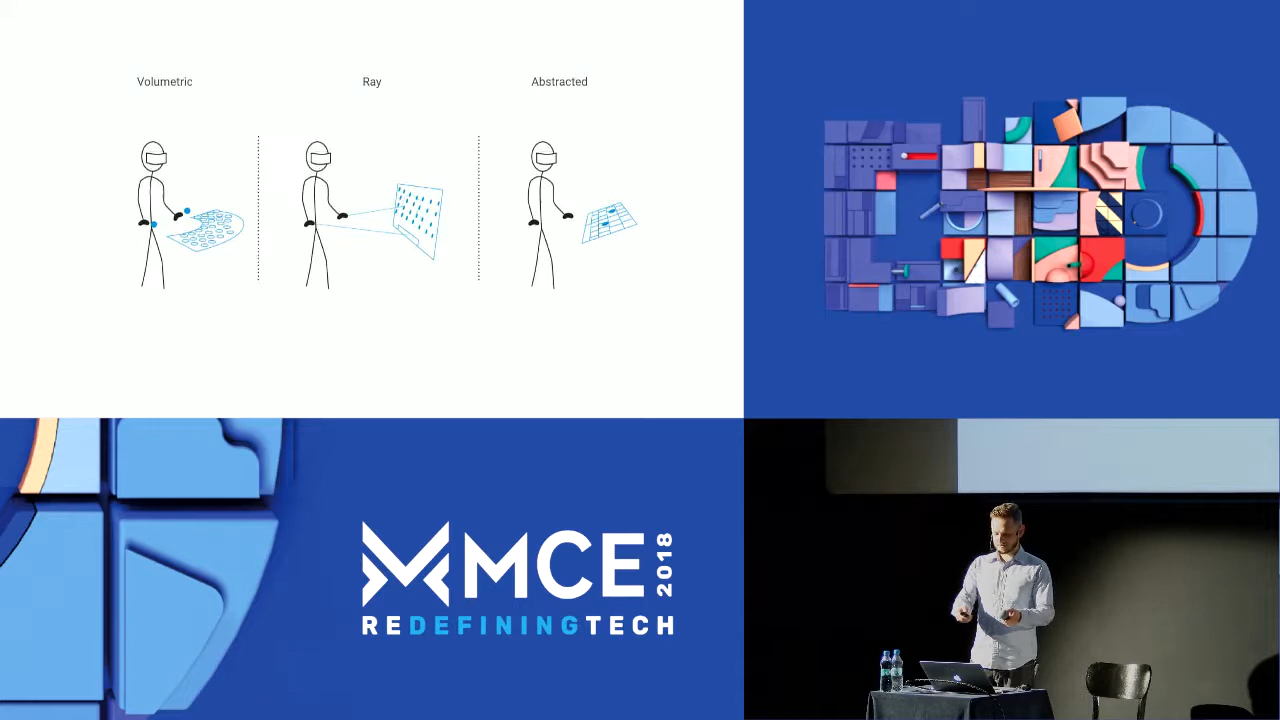 Volumetric
Ray
Abstracted
MCE
2018
REDEFININGTECH